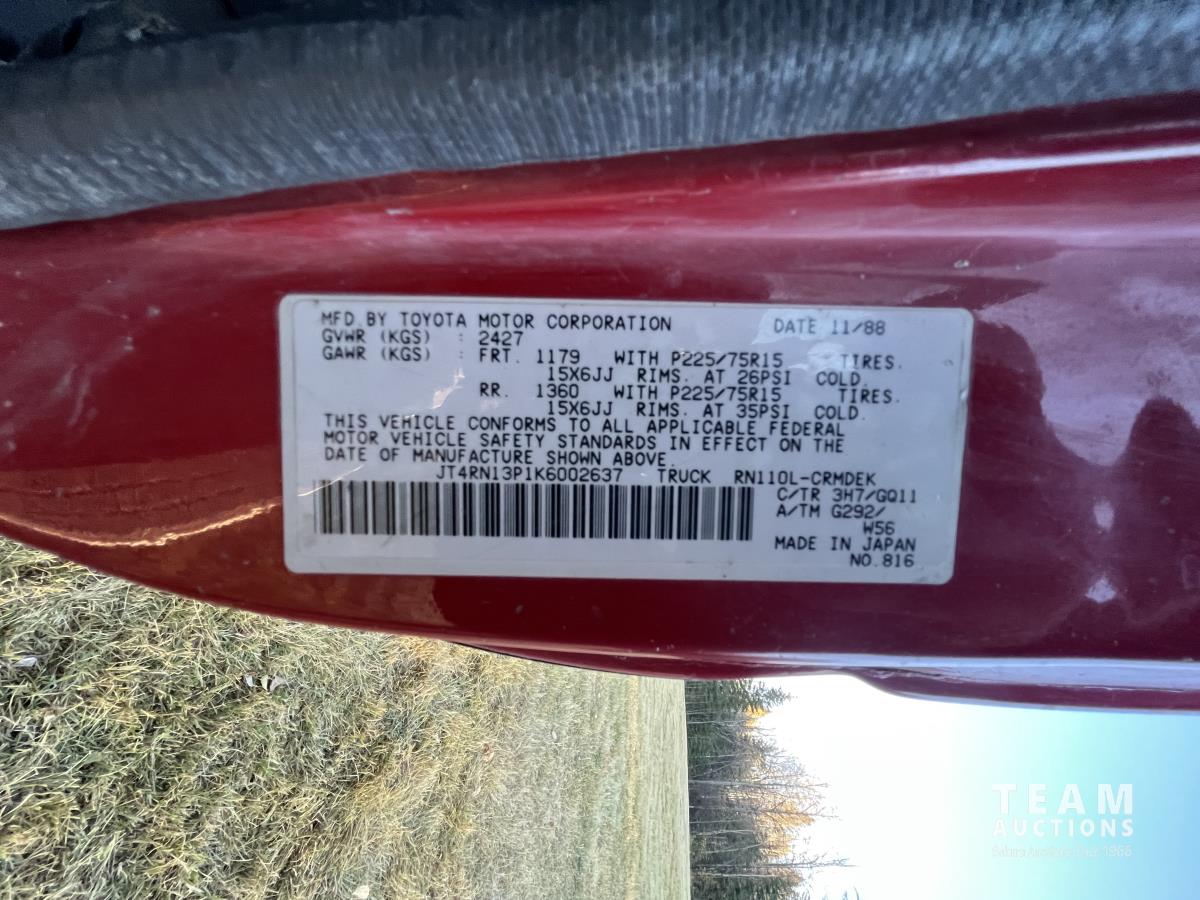 MFD. BY TOYOTA MOTOR CORPORATION DATE 11/88
GVWR (KGS) : 2427
GAWR (KGS) : FRT. 1179 WITH P225/75R15 TIRES.
15X6JJ RIMS. AT 26PSI COLD.
RR. 1360 WITH P225/75R15 TIRES.
15X6JJ RIMS. AT 35PSI COLD.
THIS VEHICLE CONFORMS TO ALL APPLICABLE FEDERAL
MOTOR VEHICLE SAFETY STANDARDS IN EFFECT ON THE
DATE OF MANUFACTURE SHOWN ABOVE.
JT4RN13P1K6002637 TRUCK RN110L-CRMDEK
C/TR 3H7/GQ11
A/TM G292/
W56
MADE IN JAPAN
NO.816
TEAM
AUCTIONS
1966